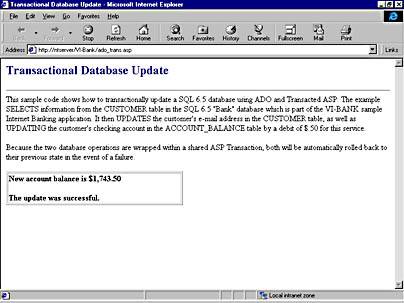 Transactional Database Update - Microsoft Internet Explorer
File Edit View Go Favorites Help
Back Forward Stop Refresh Home Search Favorites History Channels Fullscreen Mail Print
Address http://ntserver/VI-Bank/ado_trans.asp Links
Transactional Database Update
This sample code shows how to transactionally update a SQL 6.5 database using ADO and Transacted ASP. The example
SELECTS information from the CUSTOMER table in the SQL 6.5 "Bank" database which is part of the VI-BANK sample
Internet Banking application. It then UPDATES the customer's e-mail address in the CUSTOMER table, as well as
UPDATING the customer's checking account in the ACCOUNT_BALANCE table by a debit of $.50 for this service.
Because the two database operations are wrapped within a shared ASP Transaction, both will be automatically rolled back to
their previous state in the event of a failure.
New account balance is $1,743.50
The update was successful.
Local intranet zone